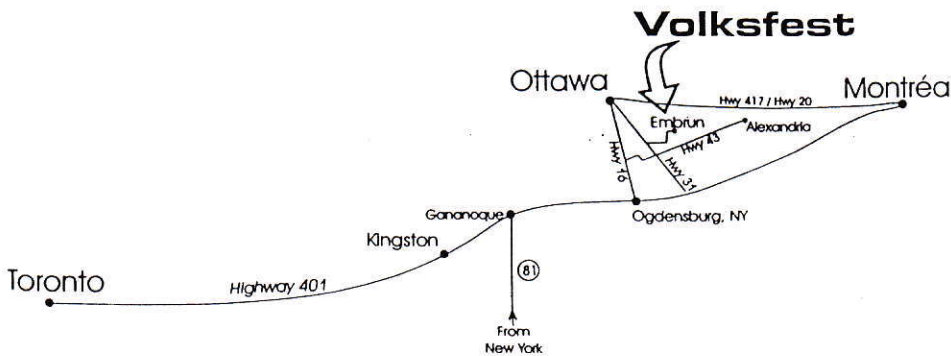 Volksfest
Ottawa
Montréa
Hwy 417 / Hwy 20
Embrun
Alexandria
Hwy 43
Hwy 16
Hwy 31
Ogdensburg, NY
Gananoque
Kingston
81
Toronto
Highway 401
From
New York